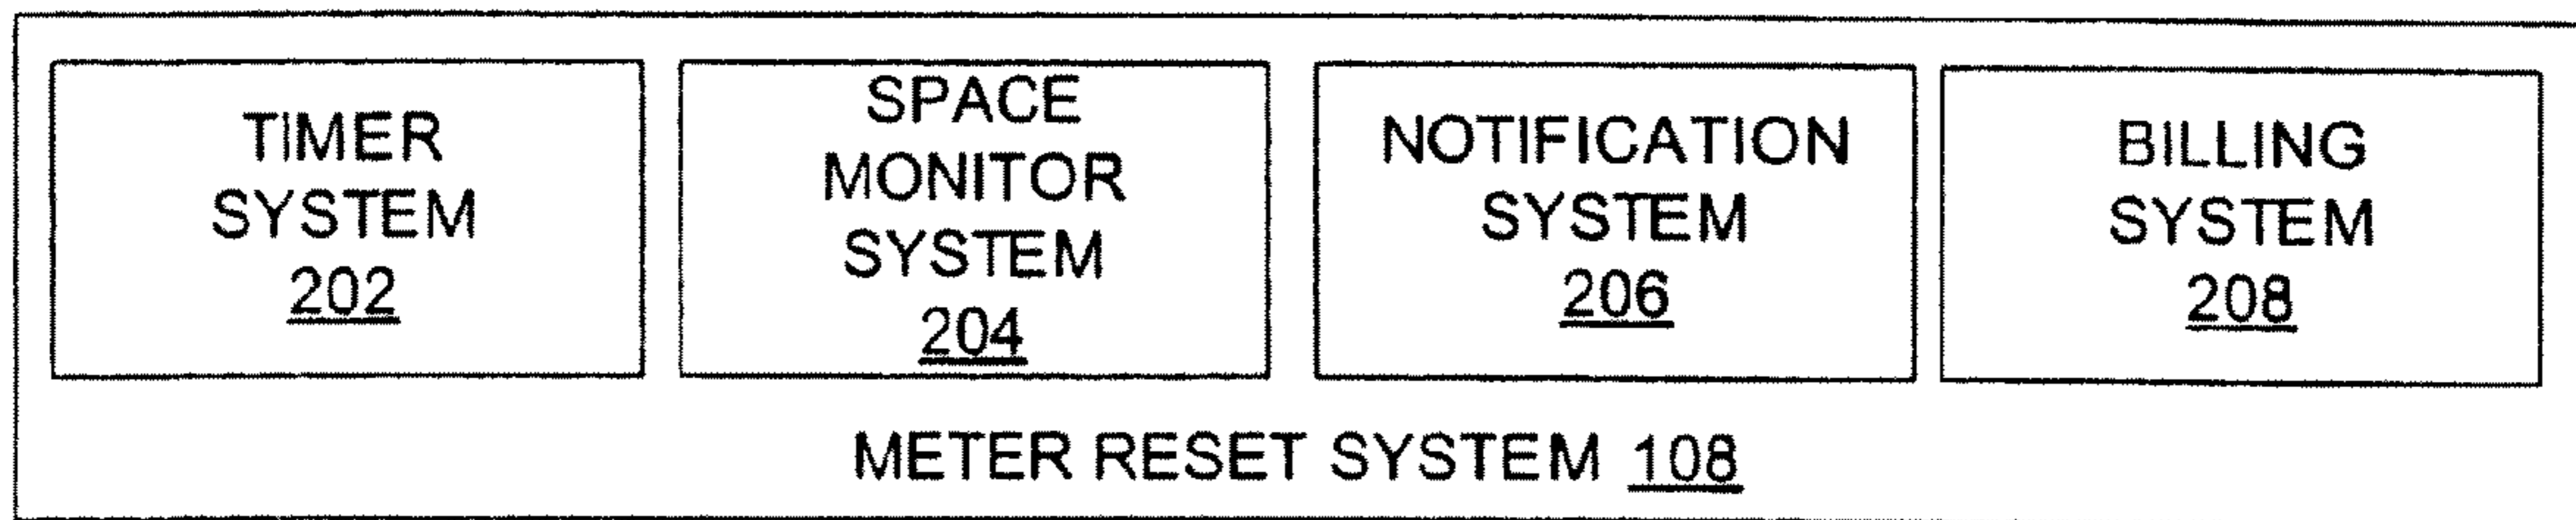 TIMER
SYSTEM
202
SPACE
MONITOR
SYSTEM
204
NOTIFICATION
SYSTEM
206
BILLING
SYSTEM
208
METER RESET SYSTEM 108